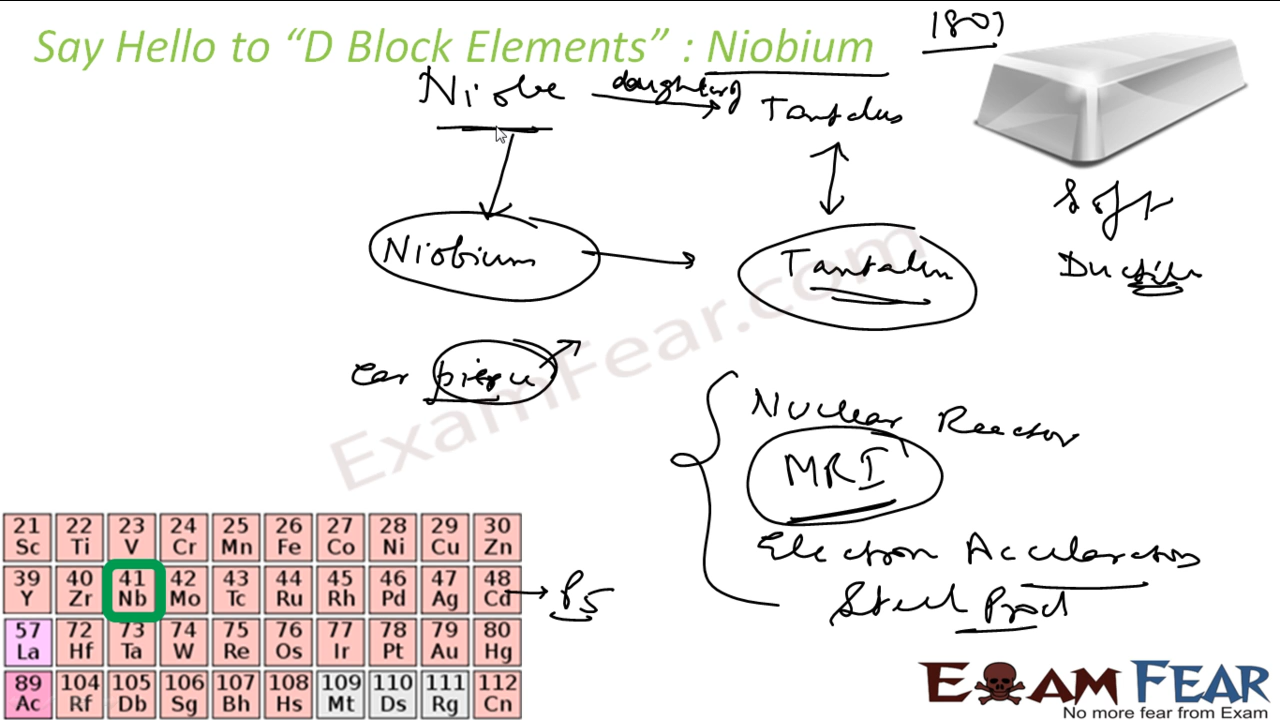 Say Hello to “D Block Elements” : Niobium
1807
Niobe daughter of Tantalus
Soft
Ductile
Niobium
Tantalum
Ear pierce
Nuclear Reactor
MRI
Electron Accelerators
Steel Prod
ExamFear.com
21 22 23 24 25 26 27 28 29 30
Sc Ti V Cr Mn Fe Co Ni Cu Zn
39 40 41 42 43 44 45 46 47 48
Y Zr Nb Mo Tc Ru Rh Pd Ag Cd
P5
57 72 73 74 75 76 77 78 79 80
La Hf Ta W Re Os Ir Pt Au Hg
89 104 105 106 107 108 109 110 111 112
Ac Rf Db Sg Bh Hs Mt Ds Rg Cn
EXAM FEAR
No more fear from Exam